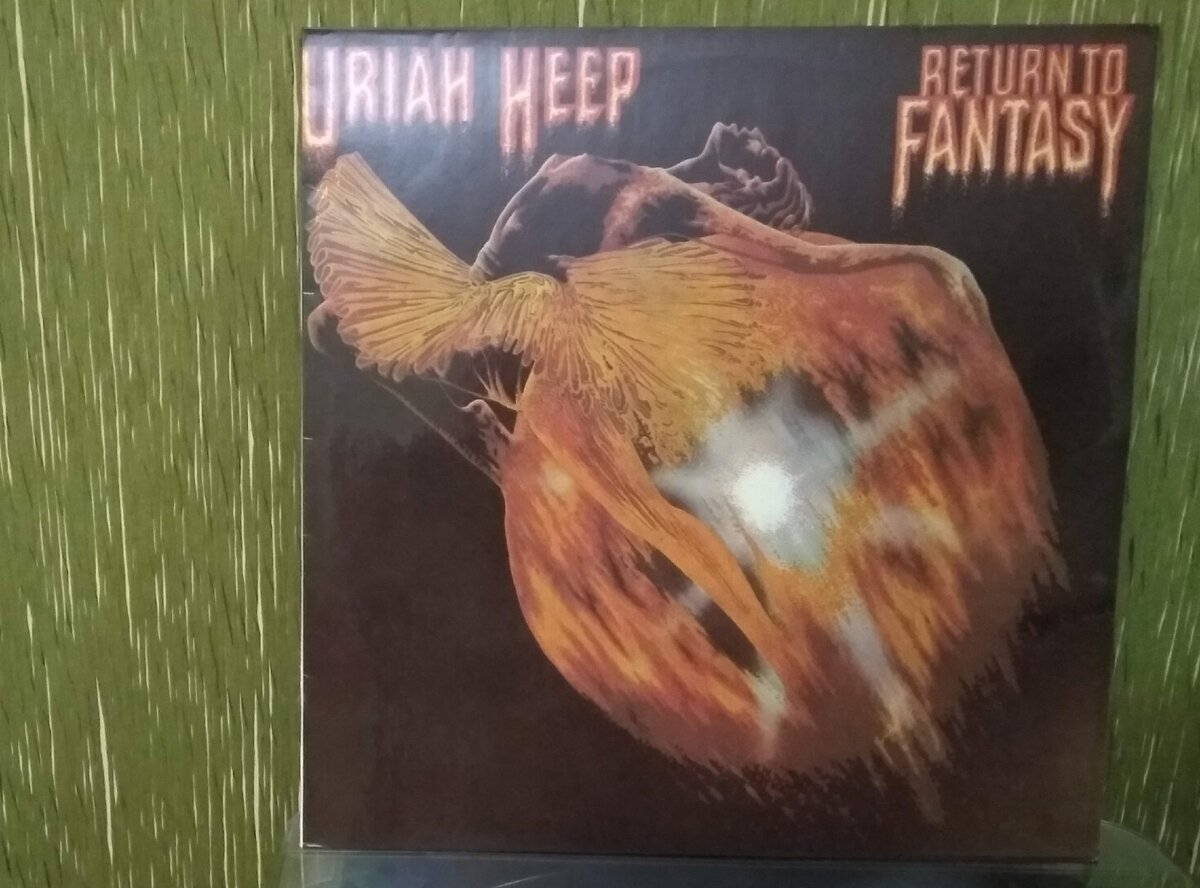 URIAH HEEP
RETURN TO
FANTASY